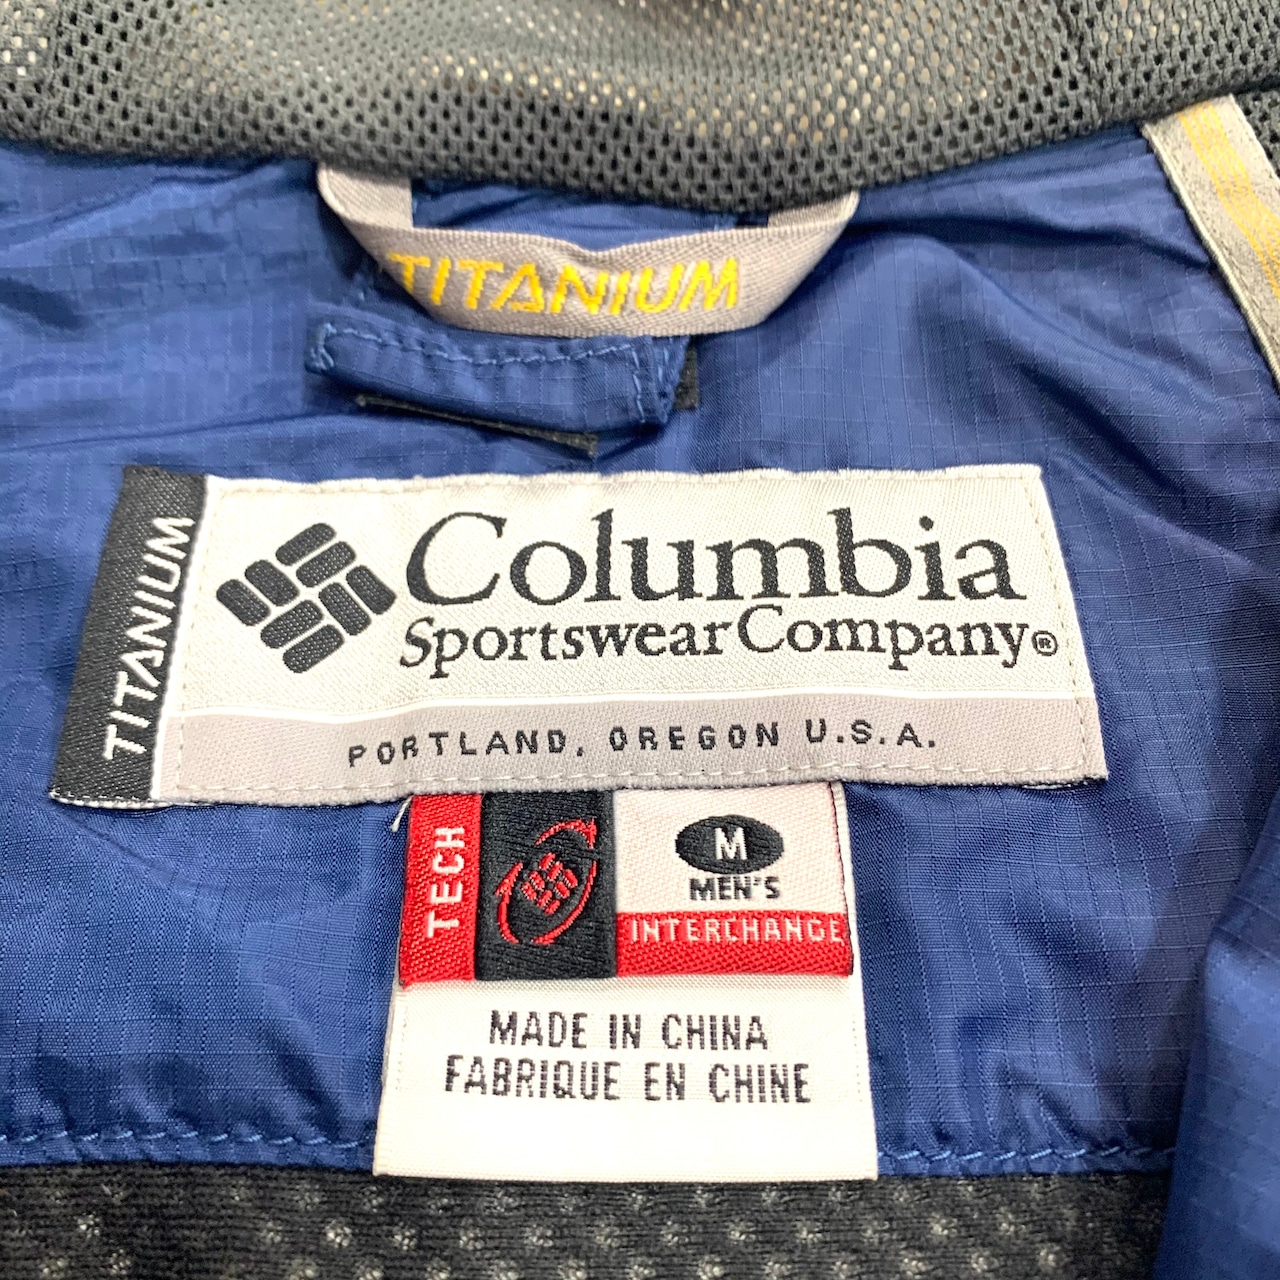 TITANIUM
TITANIUM
Columbia
Sportswear Company®
PORTLAND, OREGON U.S.A.
TECH
M
MEN'S
INTERCHANGE
MADE IN CHINA
FABRIQUE EN CHINE